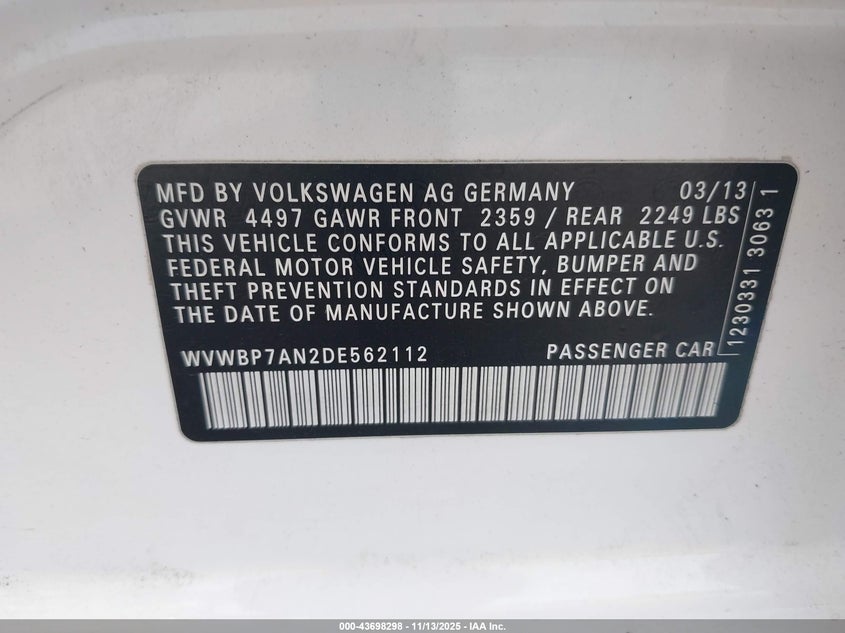 MFD BY VOLKSWAGEN AG GERMANY 03/13
GVWR 4497 GAWR FRONT 2359 / REAR 2249 LBS
THIS VEHICLE CONFORMS TO ALL APPLICABLE U.S.
FEDERAL MOTOR VEHICLE SAFETY, BUMPER AND
THEFT PREVENTION STANDARDS IN EFFECT ON
THE DATE OF MANUFACTURE SHOWN ABOVE.
WVWBP7AN2DE562112 PASSENGER CAR
1230331 3063 1
000-43698298 - 11/13/2025 - IAA Inc.